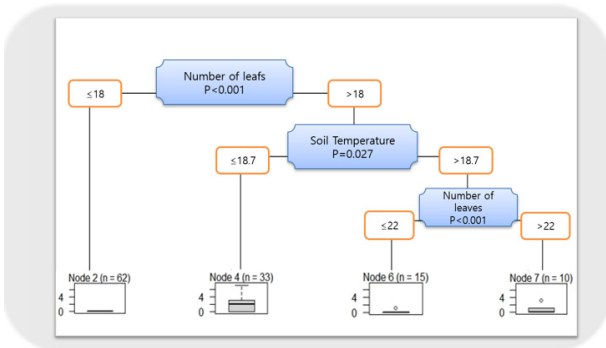 Number of leafs
P<0.001
≤18
>18
Soil Temperature
P=0.027
≤18.7
>18.7
Number of
leaves
P<0.001
≤22
>22
Node 2 (n = 62)
Node 4 (n = 33)
Node 6 (n = 15)
Node 7 (n = 10)
4
0
4
0
4
0
4
0